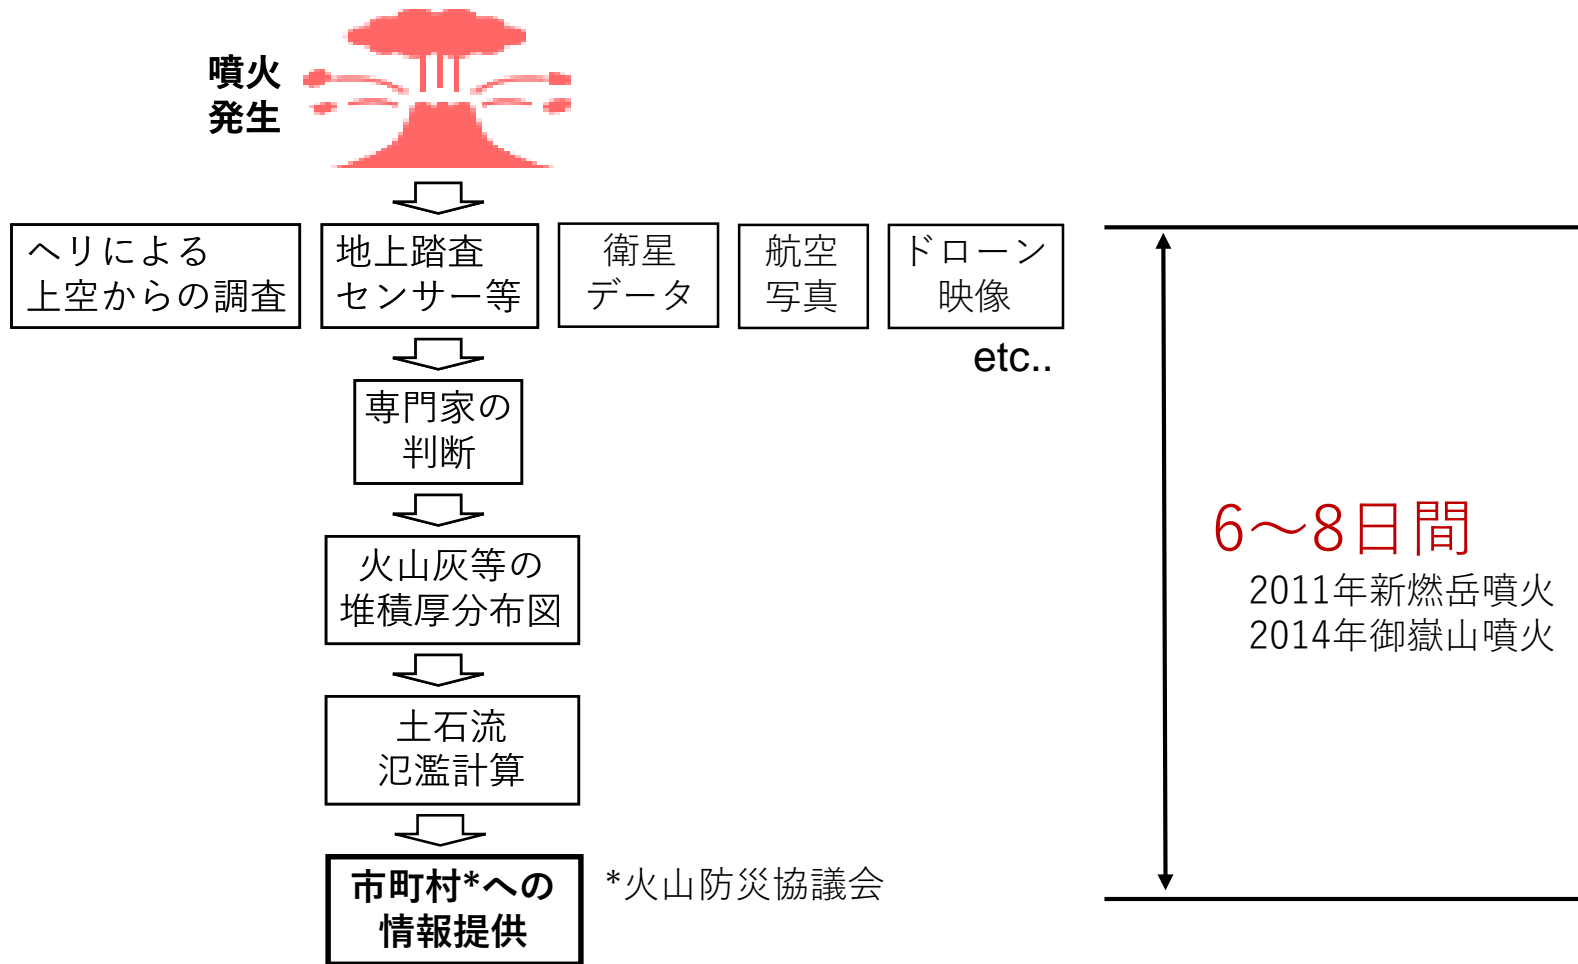 噴火
発生
ヘリによる
上空からの調査
地上踏査
センサー等
衛星
データ
航空
写真
ドローン
映像
etc..
専門家の
判断
火山灰等の
堆積厚分布図
土石流
氾濫計算
市町村*への
情報提供
*火山防災協議会
6～8日間
2011年新燃岳噴火
2014年御嶽山噴火